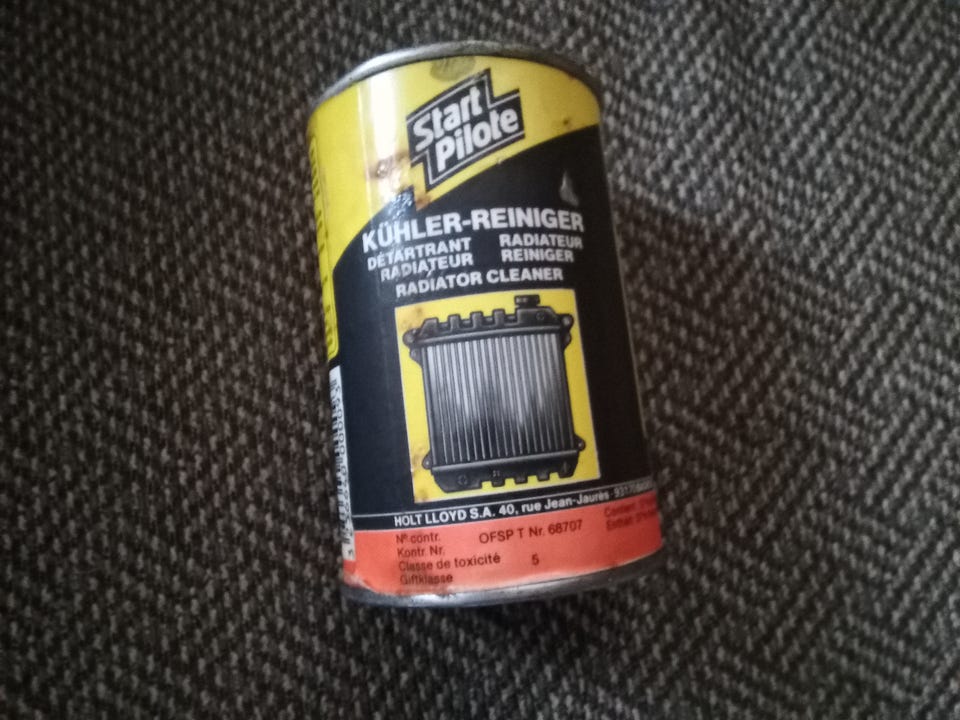 Start
Pilote
KÜHLER-REINIGER
DÉTARTRANT RADIATEUR
RADIATEUR REINIGER
RADIATOR CLEANER
HOLT LLOYD S.A. 40, rue Jean-Jaurès
N° contr. OFSP T Nr. 68707
Kontr. Nr.
Classe de toxicité 5
Giftklasse